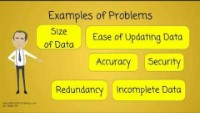 Examples of Problems
Size
of Data
Ease of Updating Data
Accuracy
Security
Redundancy
Incomplete Data